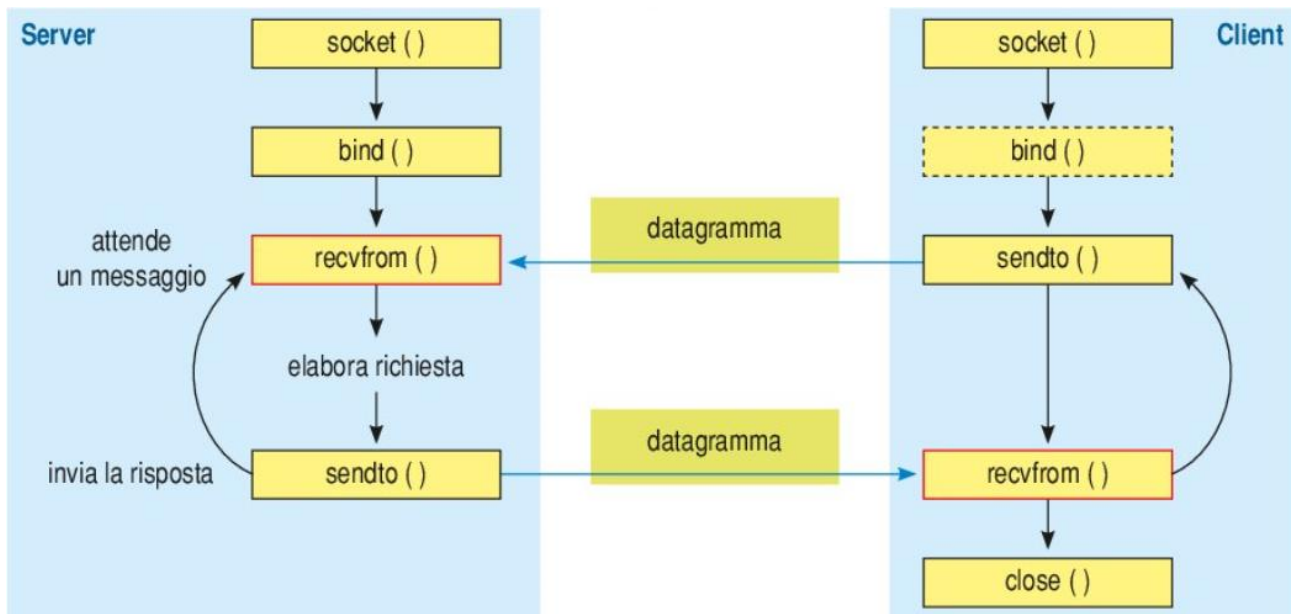 Server
socket ( )
bind ( )
attende
un messaggio
recvfrom ( )
elabora richiesta
invia la risposta
sendto ( )
datagramma
datagramma
Client
socket ( )
bind ( )
sendto ( )
recvfrom ( )
close ( )